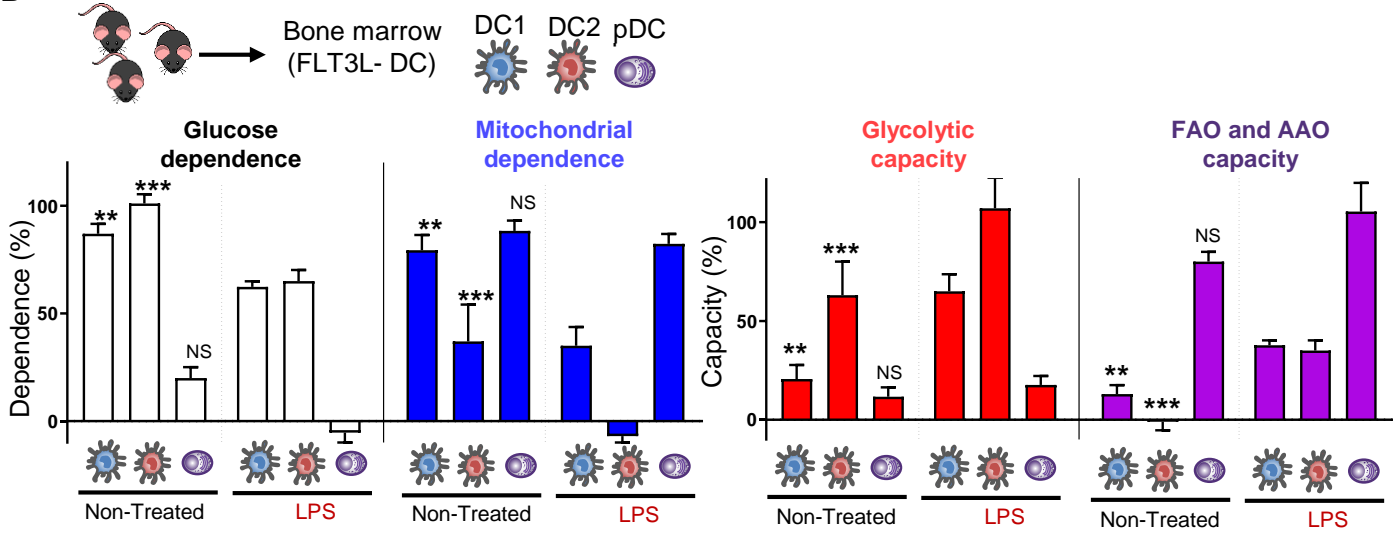 Bone marrow
(FLT3L- DC)
DC1 DC2 pDC
Glucose
dependence
Mitochondrial
dependence
Glycolytic
capacity
FAO and AAO
capacity
Dependence (%)
100
50
0
**
***
NS
**
***
NS
Capacity (%)
100
50
0
**
***
NS
**
***
NS
Non-Treated
LPS
Non-Treated
LPS
Non-Treated
LPS
Non-Treated
LPS